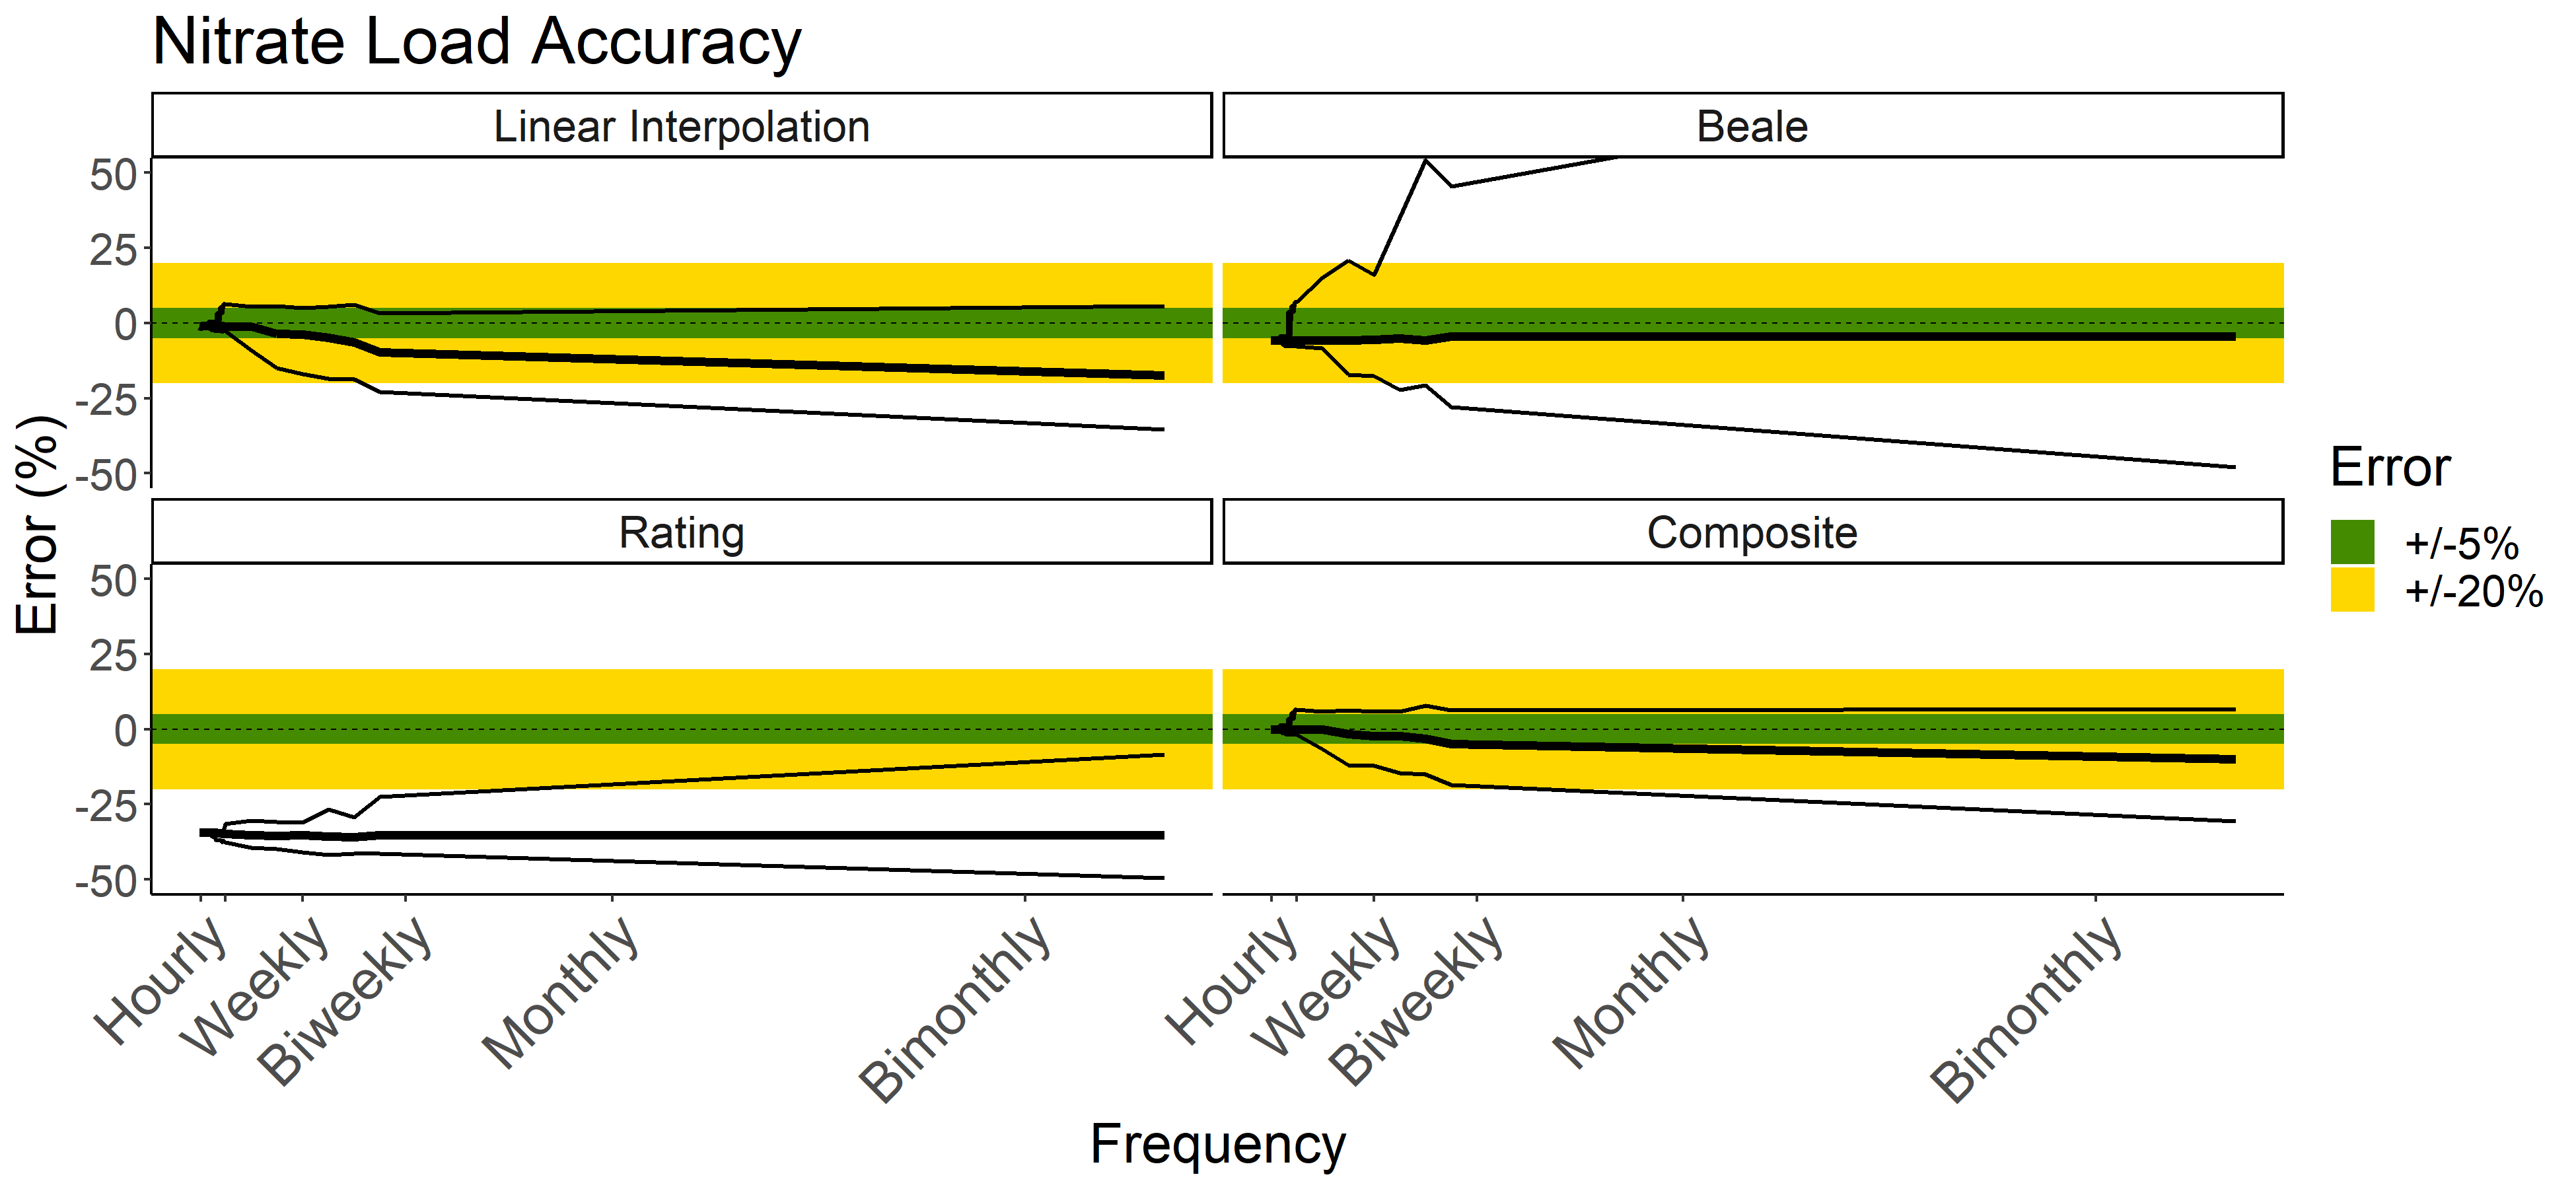 Nitrate Load Accuracy
Linear Interpolation
Beale
50
25
0
-25
-50
Rating
Composite
50
25
0
-25
-50
Error (%)
Hourly
Weekly
Biweekly
Monthly
Bimonthly
Hourly
Weekly
Biweekly
Monthly
Bimonthly
Frequency
Error
+/-5%
+/-20%